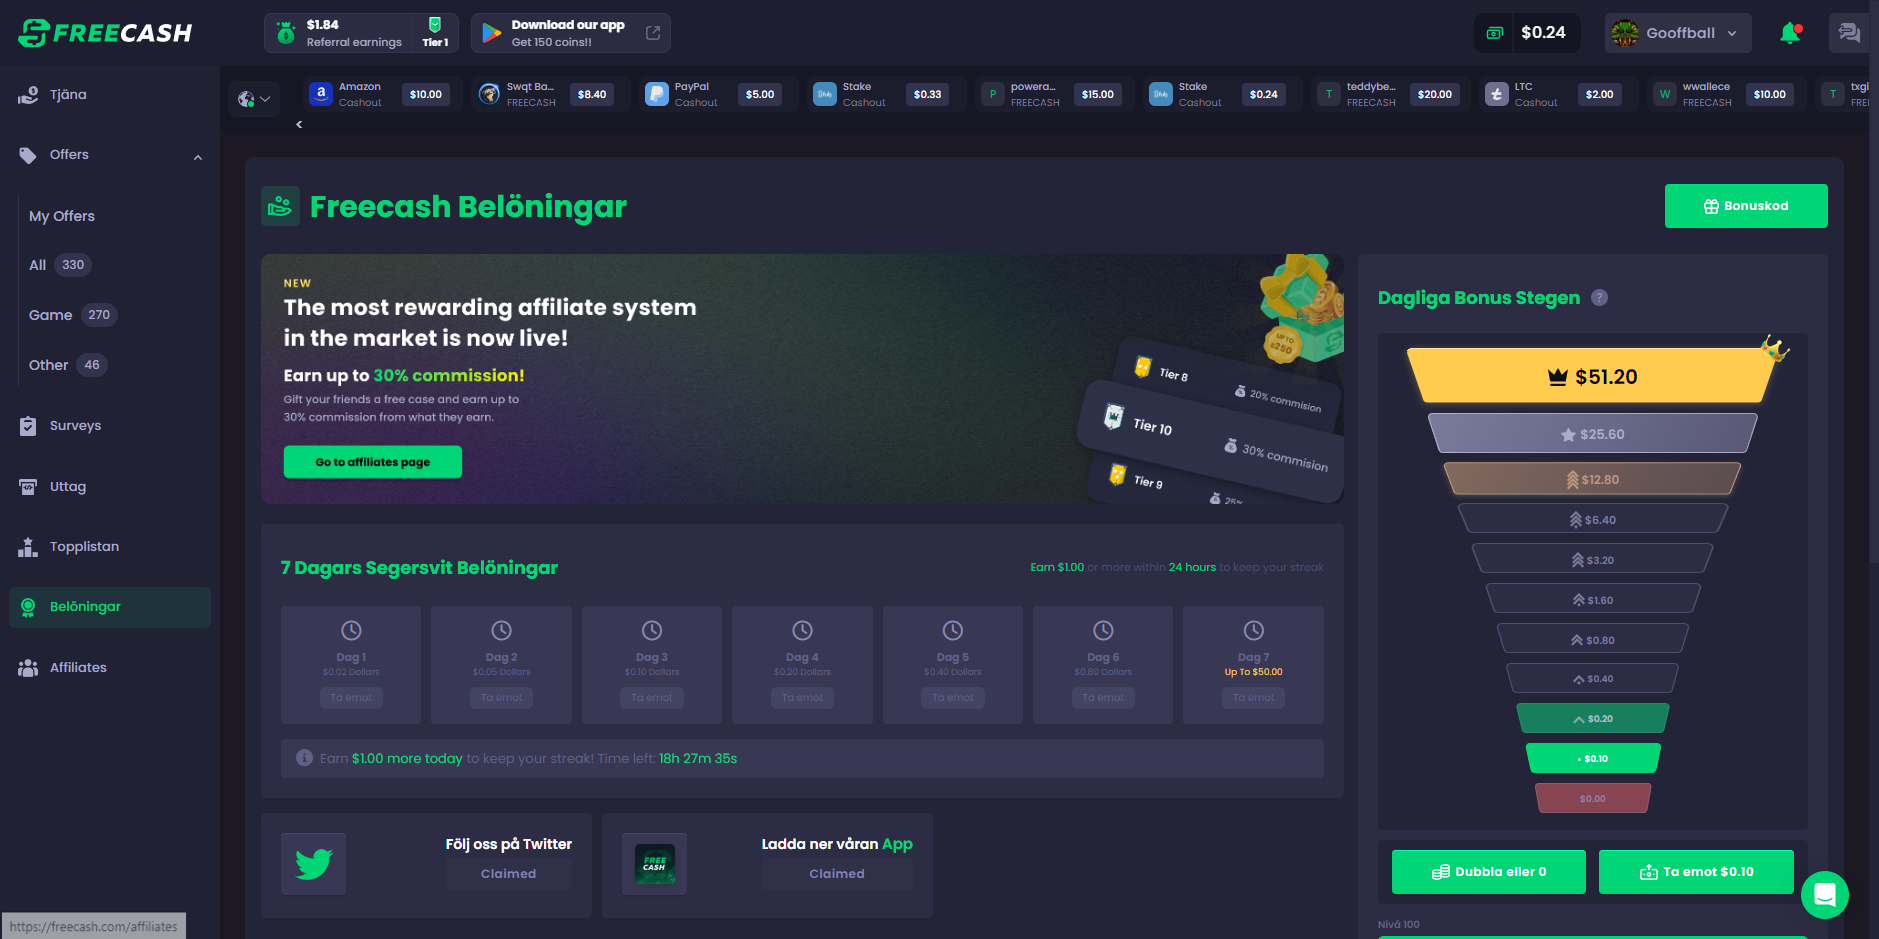 FREECASH
$1.84
Referral earnings
Tier 1
Download our app
Get 150 coins!!
$0.24
Gooffball
Amazon
Cashout
$10.00
Swqt Ba...
FREECASH
$8.40
PayPal
Cashout
$5.00
Stake
Cashout
$0.33
P
powera...
FREECASH
$15.00
Stake
Cashout
$0.24
T
teddybe...
FREECASH
$20.00
LTC
Cashout
$2.00
W
wwallece
FREECASH
$10.00
T
Tjäna
Offers
My Offers
All 330
Game 270
Other 46
Surveys
Uttag
Topplistan
Belöningar
Affiliates
Freecash Belöningar
Bonuskod
NEW
The most rewarding affiliate system
in the market is now live!
Earn up to 30% commission!
Gift your friends a free case and earn up to
30% commission from what they earn.
Go to affiliates page
UP TO
$250
Tier 8
20% commision
Tier 10
30% commision
Tier 9
25%
7 Dagars Segersvit Belöningar
Earn $1.00 or more within 24 hours to keep your streak
Dag 1
$0.02 Dollars
Ta emot
Dag 2
$0.05 Dollars
Ta emot
Dag 3
$0.10 Dollars
Ta emot
Dag 4
$0.20 Dollars
Ta emot
Dag 5
$0.40 Dollars
Ta emot
Dag 6
$0.80 Dollars
Ta emot
Dag 7
Up To $50.00
Ta emot
Earn $1.00 more today to keep your streak! Time left: 18h 27m 35s
Följ oss på Twitter
Claimed
FREE
CASH
Ladda ner våran App
Claimed
Dagliga Bonus Stegen ?
$51.20
$25.60
$12.80
$6.40
$3.20
$1.60
$0.80
$0.40
$0.20
• $0.10
$0.00
Dubbla eller 0
Ta emot $0.10
Nivå 100
https://freecash.com/affiliates